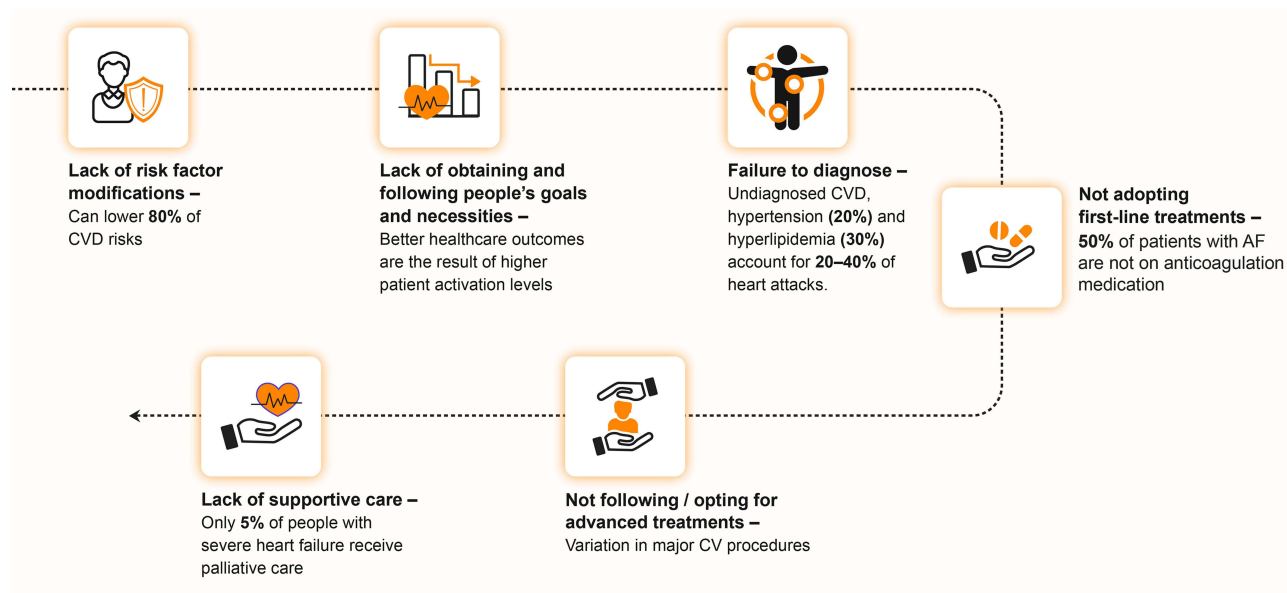 Lack of risk factor
modifications –
Can lower 80% of
CVD risks
Lack of obtaining and
following people's goals
and necessities –
Better healthcare outcomes
are the result of higher
patient activation levels
Failure to diagnose –
Undiagnosed CVD,
hypertension (20%) and
hyperlipidemia (30%)
account for 20–40% of
heart attacks.
Not adopting
first-line treatments –
50% of patients with AF
are not on anticoagulation
medication
Not following / opting for
advanced treatments –
Variation in major CV procedures
Lack of supportive care –
Only 5% of people with
severe heart failure receive
palliative care